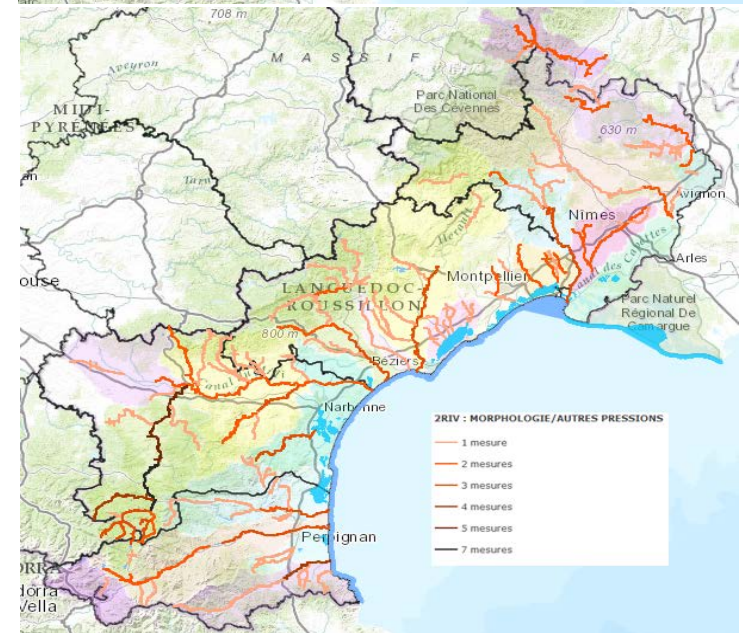 708 m
MASSIF
Aveyron
Parc National
Des Cévennes
MIDI-
PYRÉNÉES
630 m
Tarn
Avignon
Nîmes
Hérault
Canal des Capettes
Arles
Montpellier
LANGUEDOC-
ROUSSILLON
Parc Naturel
Régional De
Camargue
800 m
Béziers
Narbonne
2RIV : MORPHOLOGIE/AUTRES PRESSIONS
1 mesure
2 mesures
3 mesures
4 mesures
5 mesures
7 mesures
Perpignan
dorra
Vella